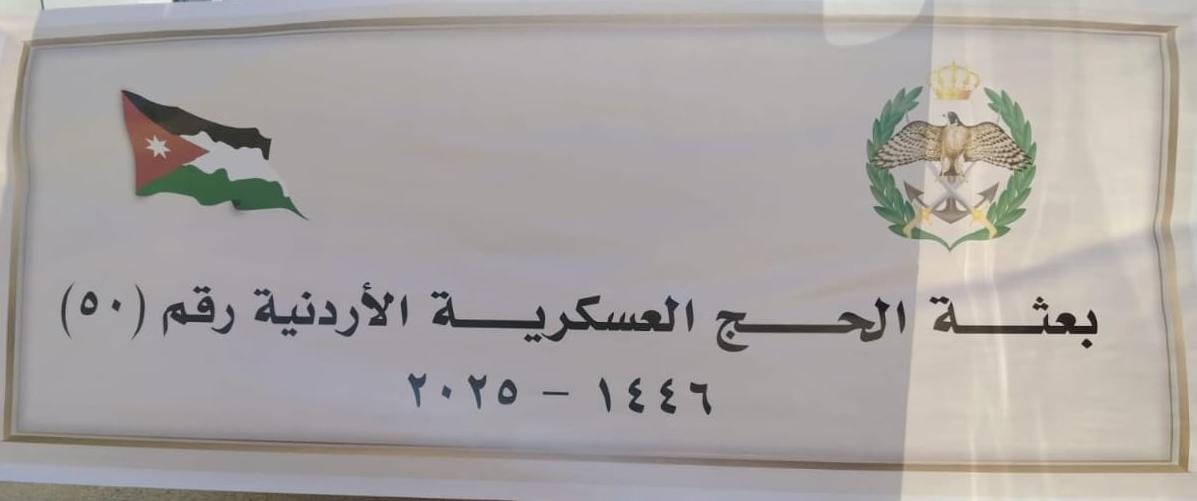 بعثة الحج العسكرية الأردنية رقم (٥٠)
١٤٤٦ - ٢٠٢٥